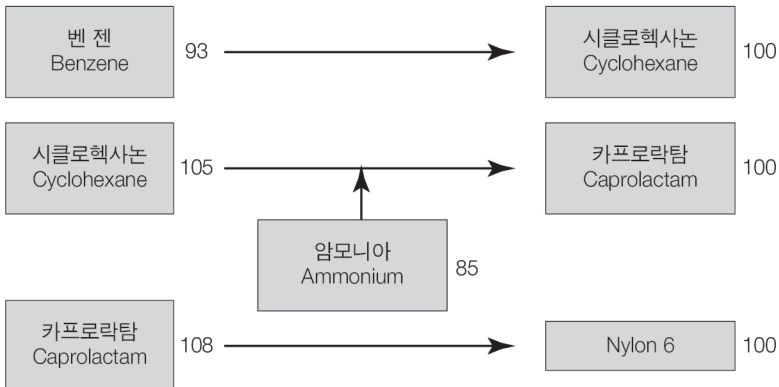 벤 젠
Benzene
93
시클로헥사논
Cyclohexane
100
시클로헥사논
Cyclohexane
105
카프로락탐
Caprolactam
100
암모니아
Ammonium
85
카프로락탐
Caprolactam
108
Nylon 6
100